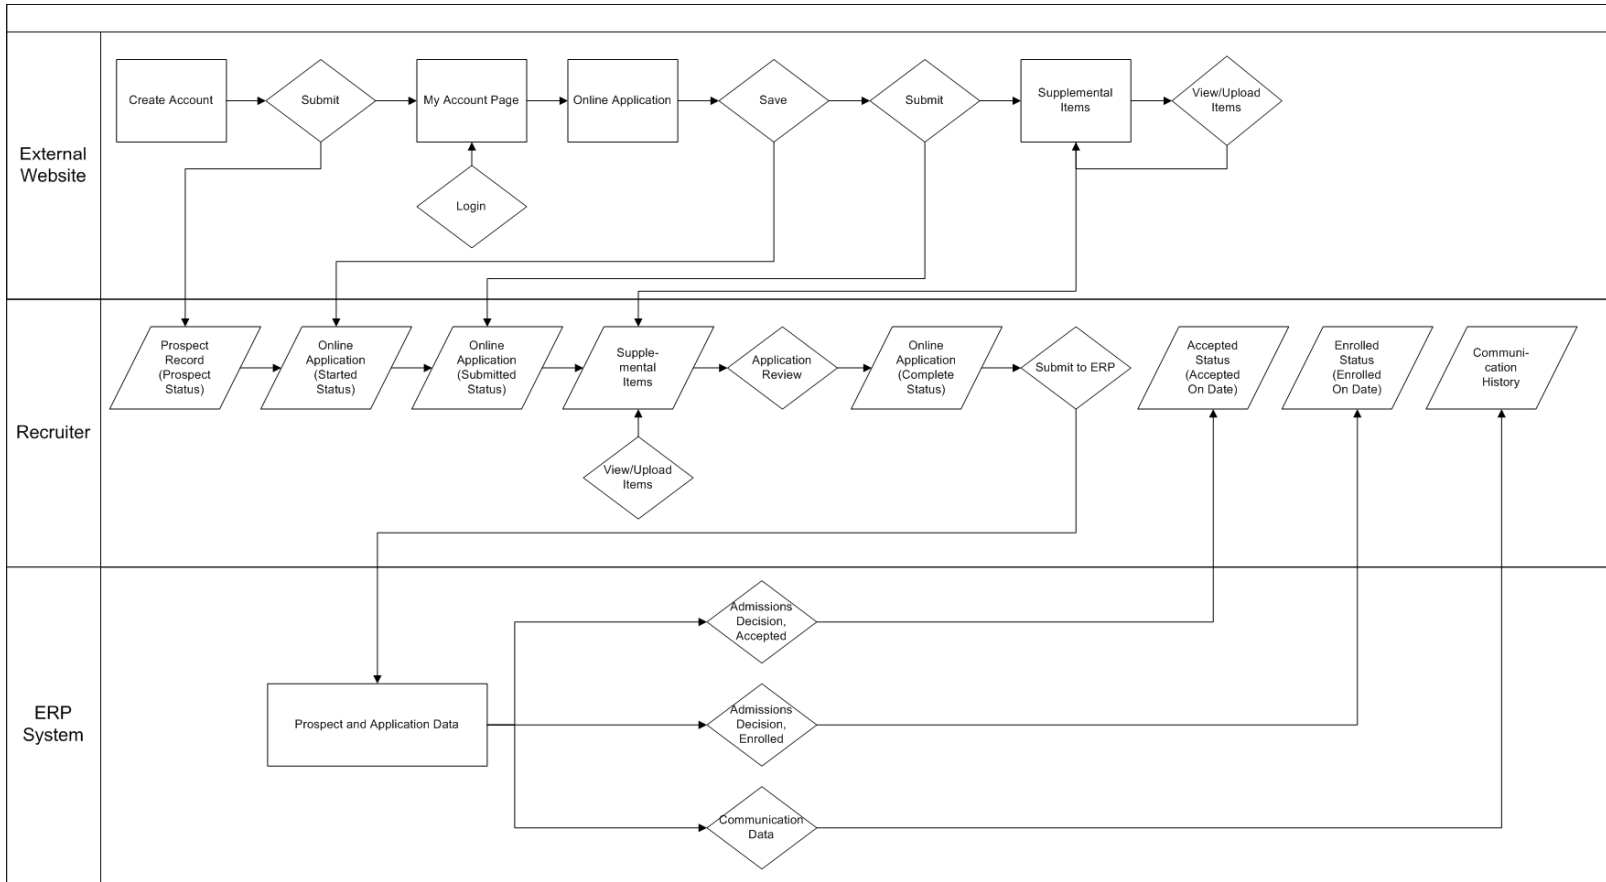 External
Website
Create Account
Submit
My Account Page
Online Application
Save
Submit
Supplemental
Items
View/Upload
Items
Login
Recruiter
Prospect
Record
(Prospect
Status)
Online
Application
(Started
Status)
Online
Application
(Submitted
Status)
Supple-
mental
Items
Application
Review
Online
Application
(Complete
Status)
Submit to ERP
Accepted
Status
(Accepted
On Date)
Enrolled
Status
(Enrolled
On Date)
Communi-
cation
History
View/Upload
Items
ERP
System
Prospect and Application Data
Admissions
Decision,
Accepted
Admissions
Decision,
Enrolled
Communication
Data